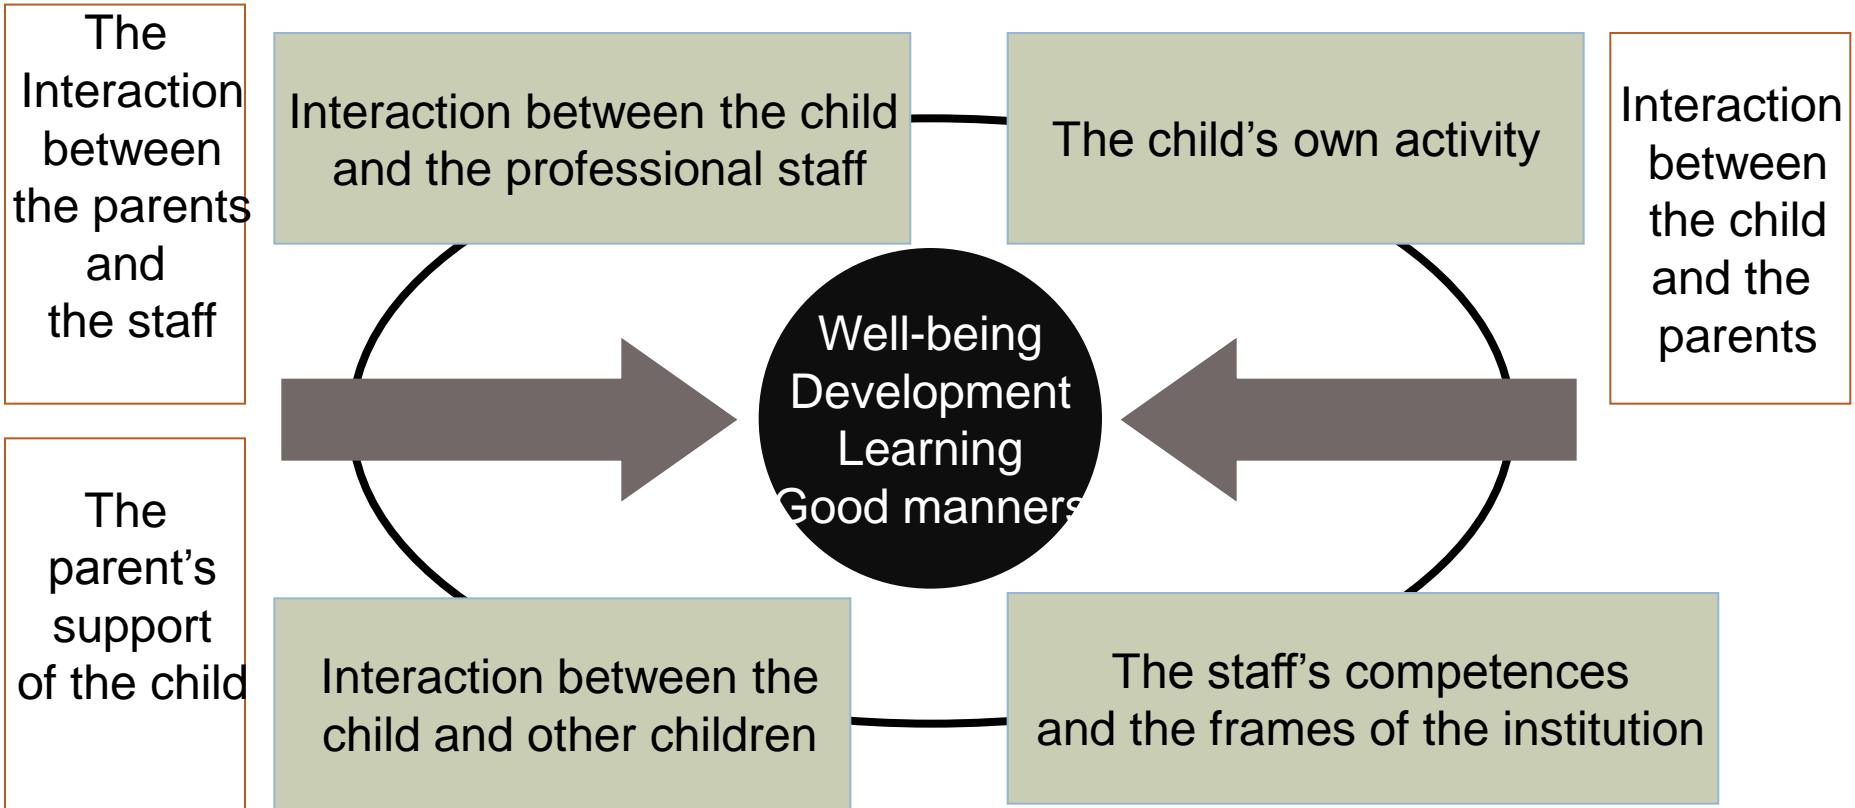 The
Interaction
between
the parents
and
the staff
Interaction between the child
and the professional staff
The child’s own activity
Interaction
between
the child
and the
parents
Well-being
Development
Learning
Good manners
The
parent’s
support
of the child
Interaction between the
child and other children
The staff’s competences
and the frames of the institution